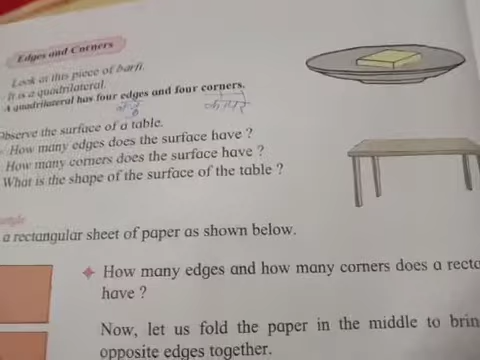 Edges and Corners
Look at this piece of barfi.
It is a quadrilateral.
A quadrilateral has four edges and four corners.
Observe the surface of a table.
How many edges does the surface have ?
How many corners does the surface have ?
What is the shape of the surface of the table ?
a rectangular sheet of paper as shown below.
How many edges and how many corners does a recta
have ?
Now, let us fold the paper in the middle to brin
opposite edges together.